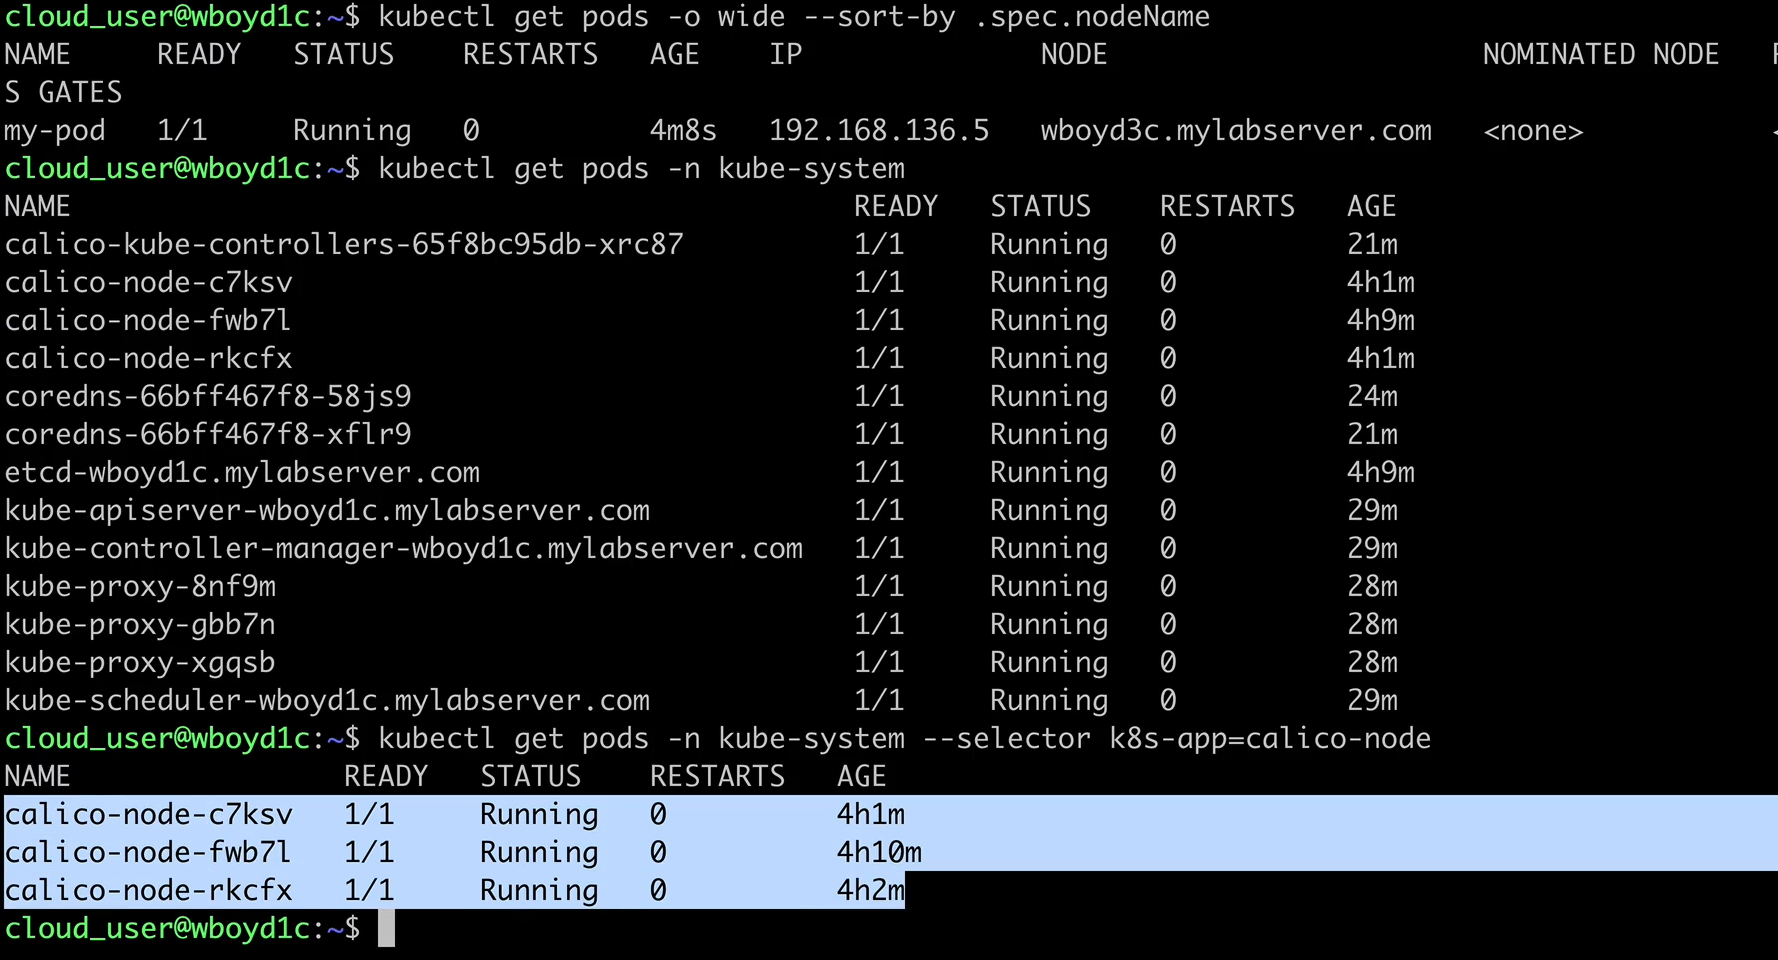 cloud_user@wboyd1c:~$ kubectl get pods -o wide --sort-by .spec.nodeName
NAME READY STATUS RESTARTS AGE IP NODE NOMINATED NODE
S GATES
my-pod 1/1 Running 0 4m8s 192.168.136.5 wboyd3c.mylabserver.com <none> <
cloud_user@wboyd1c:~$ kubectl get pods -n kube-system
NAME READY STATUS RESTARTS AGE
calico-kube-controllers-65f8bc95db-xrc87 1/1 Running 0 21m
calico-node-c7ksv 1/1 Running 0 4h1m
calico-node-fwb7l 1/1 Running 0 4h9m
calico-node-rkcfx 1/1 Running 0 4h1m
coredns-66bff467f8-58js9 1/1 Running 0 24m
coredns-66bff467f8-xflr9 1/1 Running 0 21m
etcd-wboyd1c.mylabserver.com 1/1 Running 0 4h9m
kube-apiserver-wboyd1c.mylabserver.com 1/1 Running 0 29m
kube-controller-manager-wboyd1c.mylabserver.com 1/1 Running 0 29m
kube-proxy-8nf9m 1/1 Running 0 28m
kube-proxy-gbb7n 1/1 Running 0 28m
kube-proxy-xgqsb 1/1 Running 0 28m
kube-scheduler-wboyd1c.mylabserver.com 1/1 Running 0 29m
cloud_user@wboyd1c:~$ kubectl get pods -n kube-system --selector k8s-app=calico-node
NAME READY STATUS RESTARTS AGE
calico-node-c7ksv 1/1 Running 0 4h1m
calico-node-fwb7l 1/1 Running 0 4h10m
calico-node-rkcfx 1/1 Running 0 4h2m
cloud_user@wboyd1c:~$